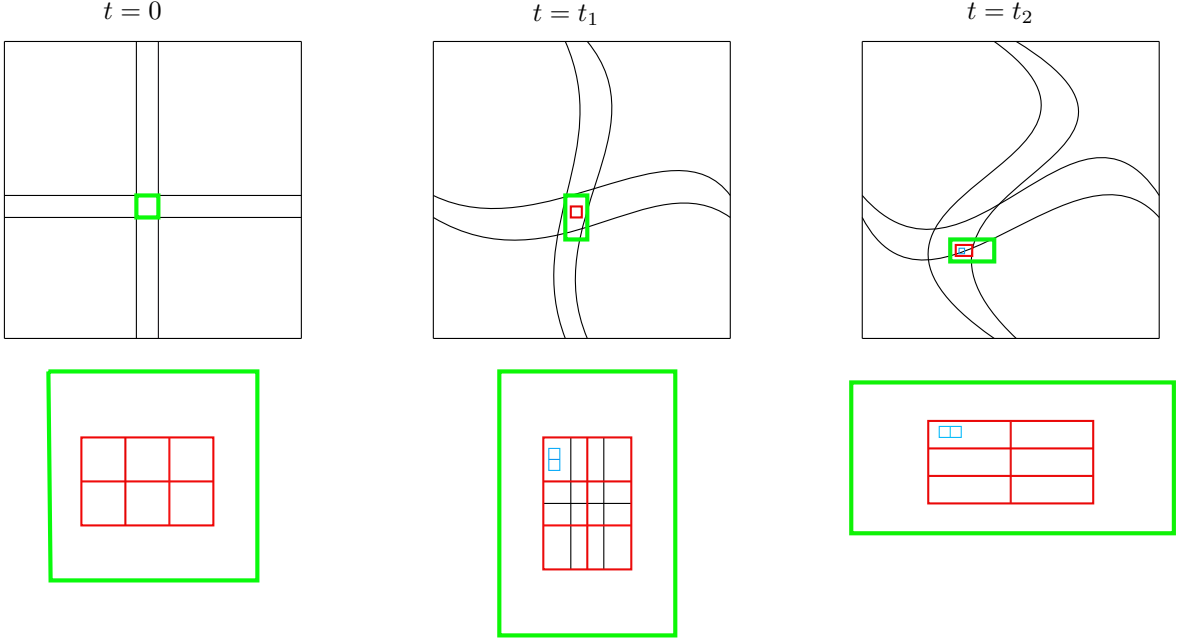 t = 0
t = t₁
t = t₂